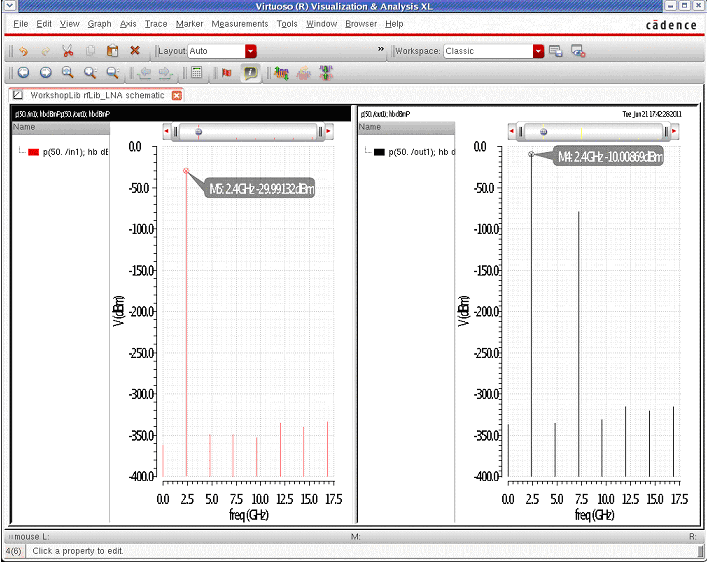 Virtuoso (R) Visualization & Analysis XL
File Edit View Graph Axis Trace Marker Measurements Tools Window Browser Help
cādence
Layout: Auto
» Workspace: Classic
WorkshopLib rfLib_LNA schematic
p(50. /in1); hbdBmP p(50. /out1); hbdBmP
Name
p(50. /in1); hb dB
0.0
-50.0
-100.0
-150.0
-200.0
-250.0
-300.0
-350.0
-400.0
V (dBm)
M5: 2.4GHz -29.99132dBm
0.0 2.5 5.0 7.5 10.0 12.5 15.0 17.5
freq (GHz)
p(50. /out1); hbdBmP
Tue Jun 21 17:42:28 2011
Name
p(50. /out1); hb d
0.0
-50.0
-100.0
-150.0
-200.0
-250.0
-300.0
-350.0
-400.0
V (dBm)
M4: 2.4GHz -10.00869dBm
0.0 2.5 5.0 7.5 10.0 12.5 15.0 17.5
freq (GHz)
mouse L: M: R:
4(6) Click a property to edit.